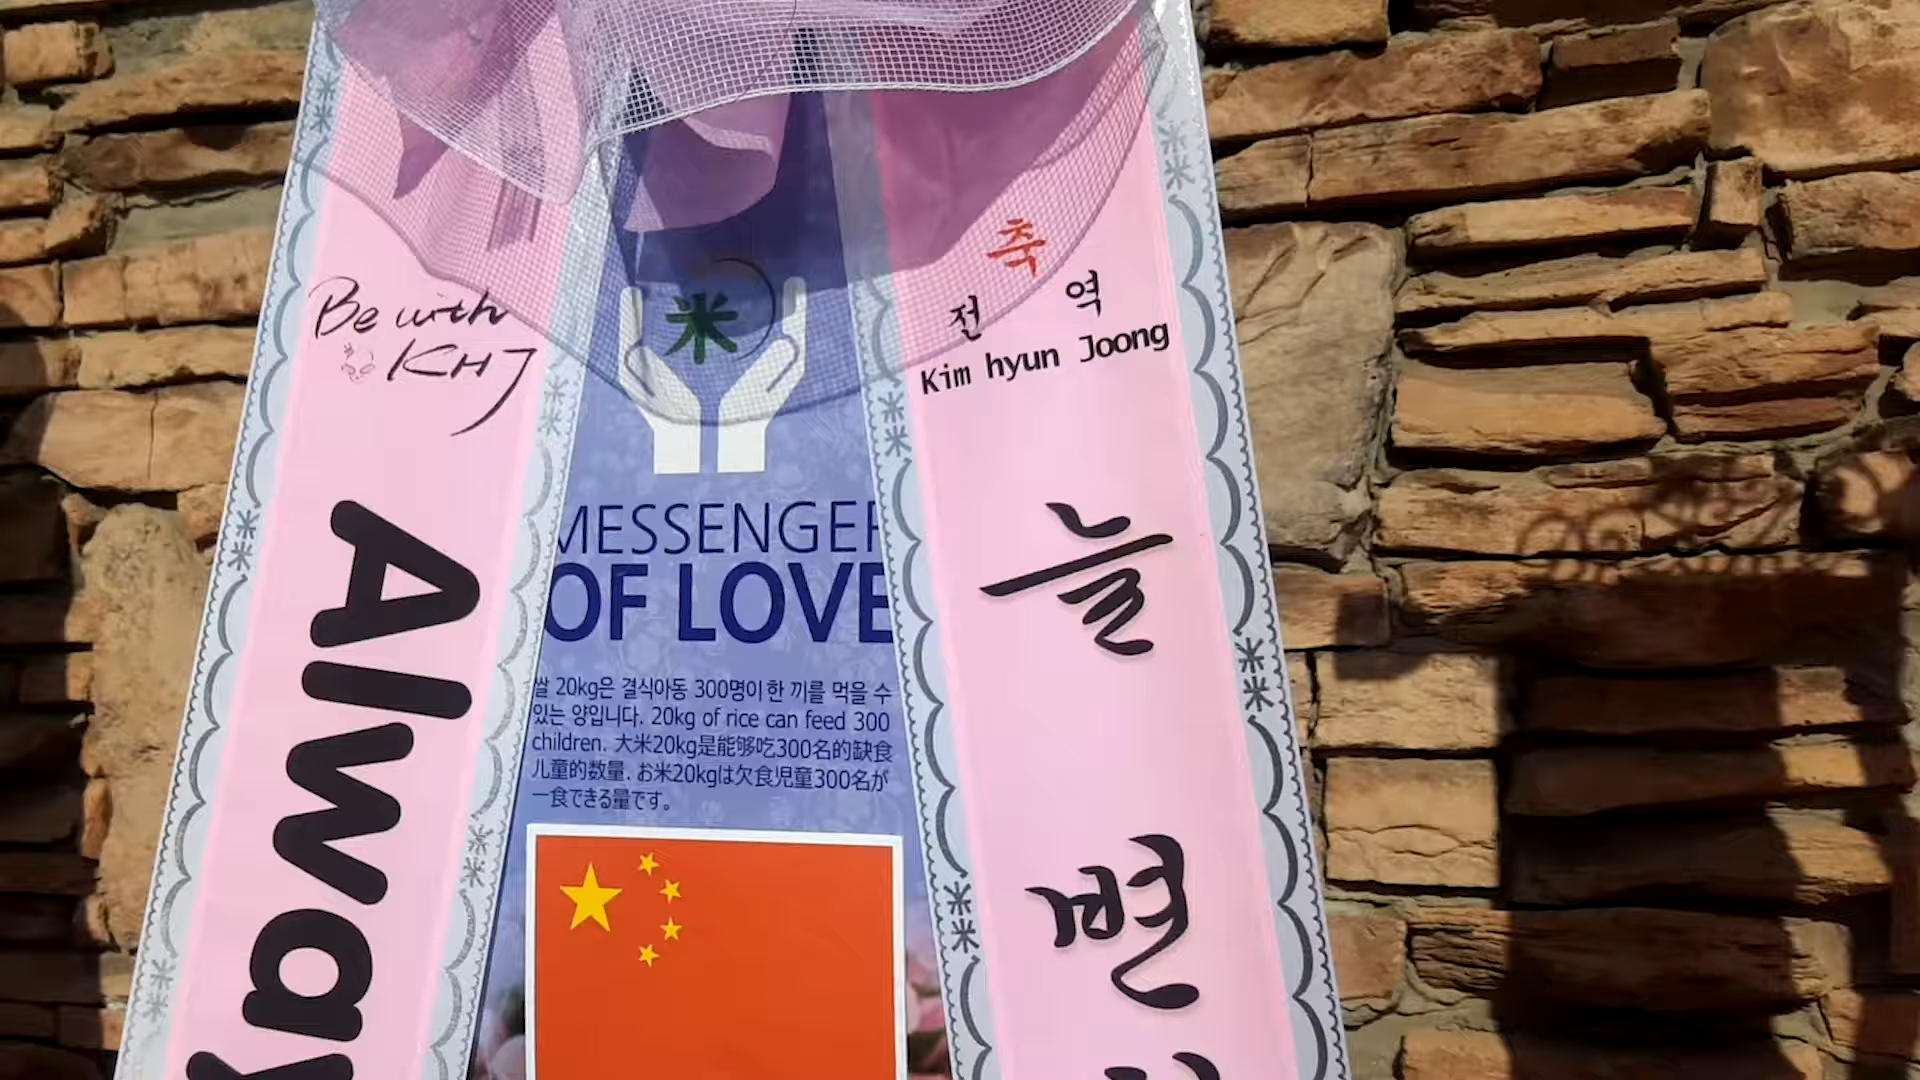 Be with
KHJ
Alway
米
MESSENGER
OF LOVE
쌀 20kg은 결식아동 300명이 한 끼를 먹을 수
있는 양입니다. 20kg of rice can feed 300
children. 大米20kg是能够吃300名的缺食
儿童的数量. お米20kgは欠食児童300名が
一食できる量です。
축
전 역
Kim hyun Joong
늘
별